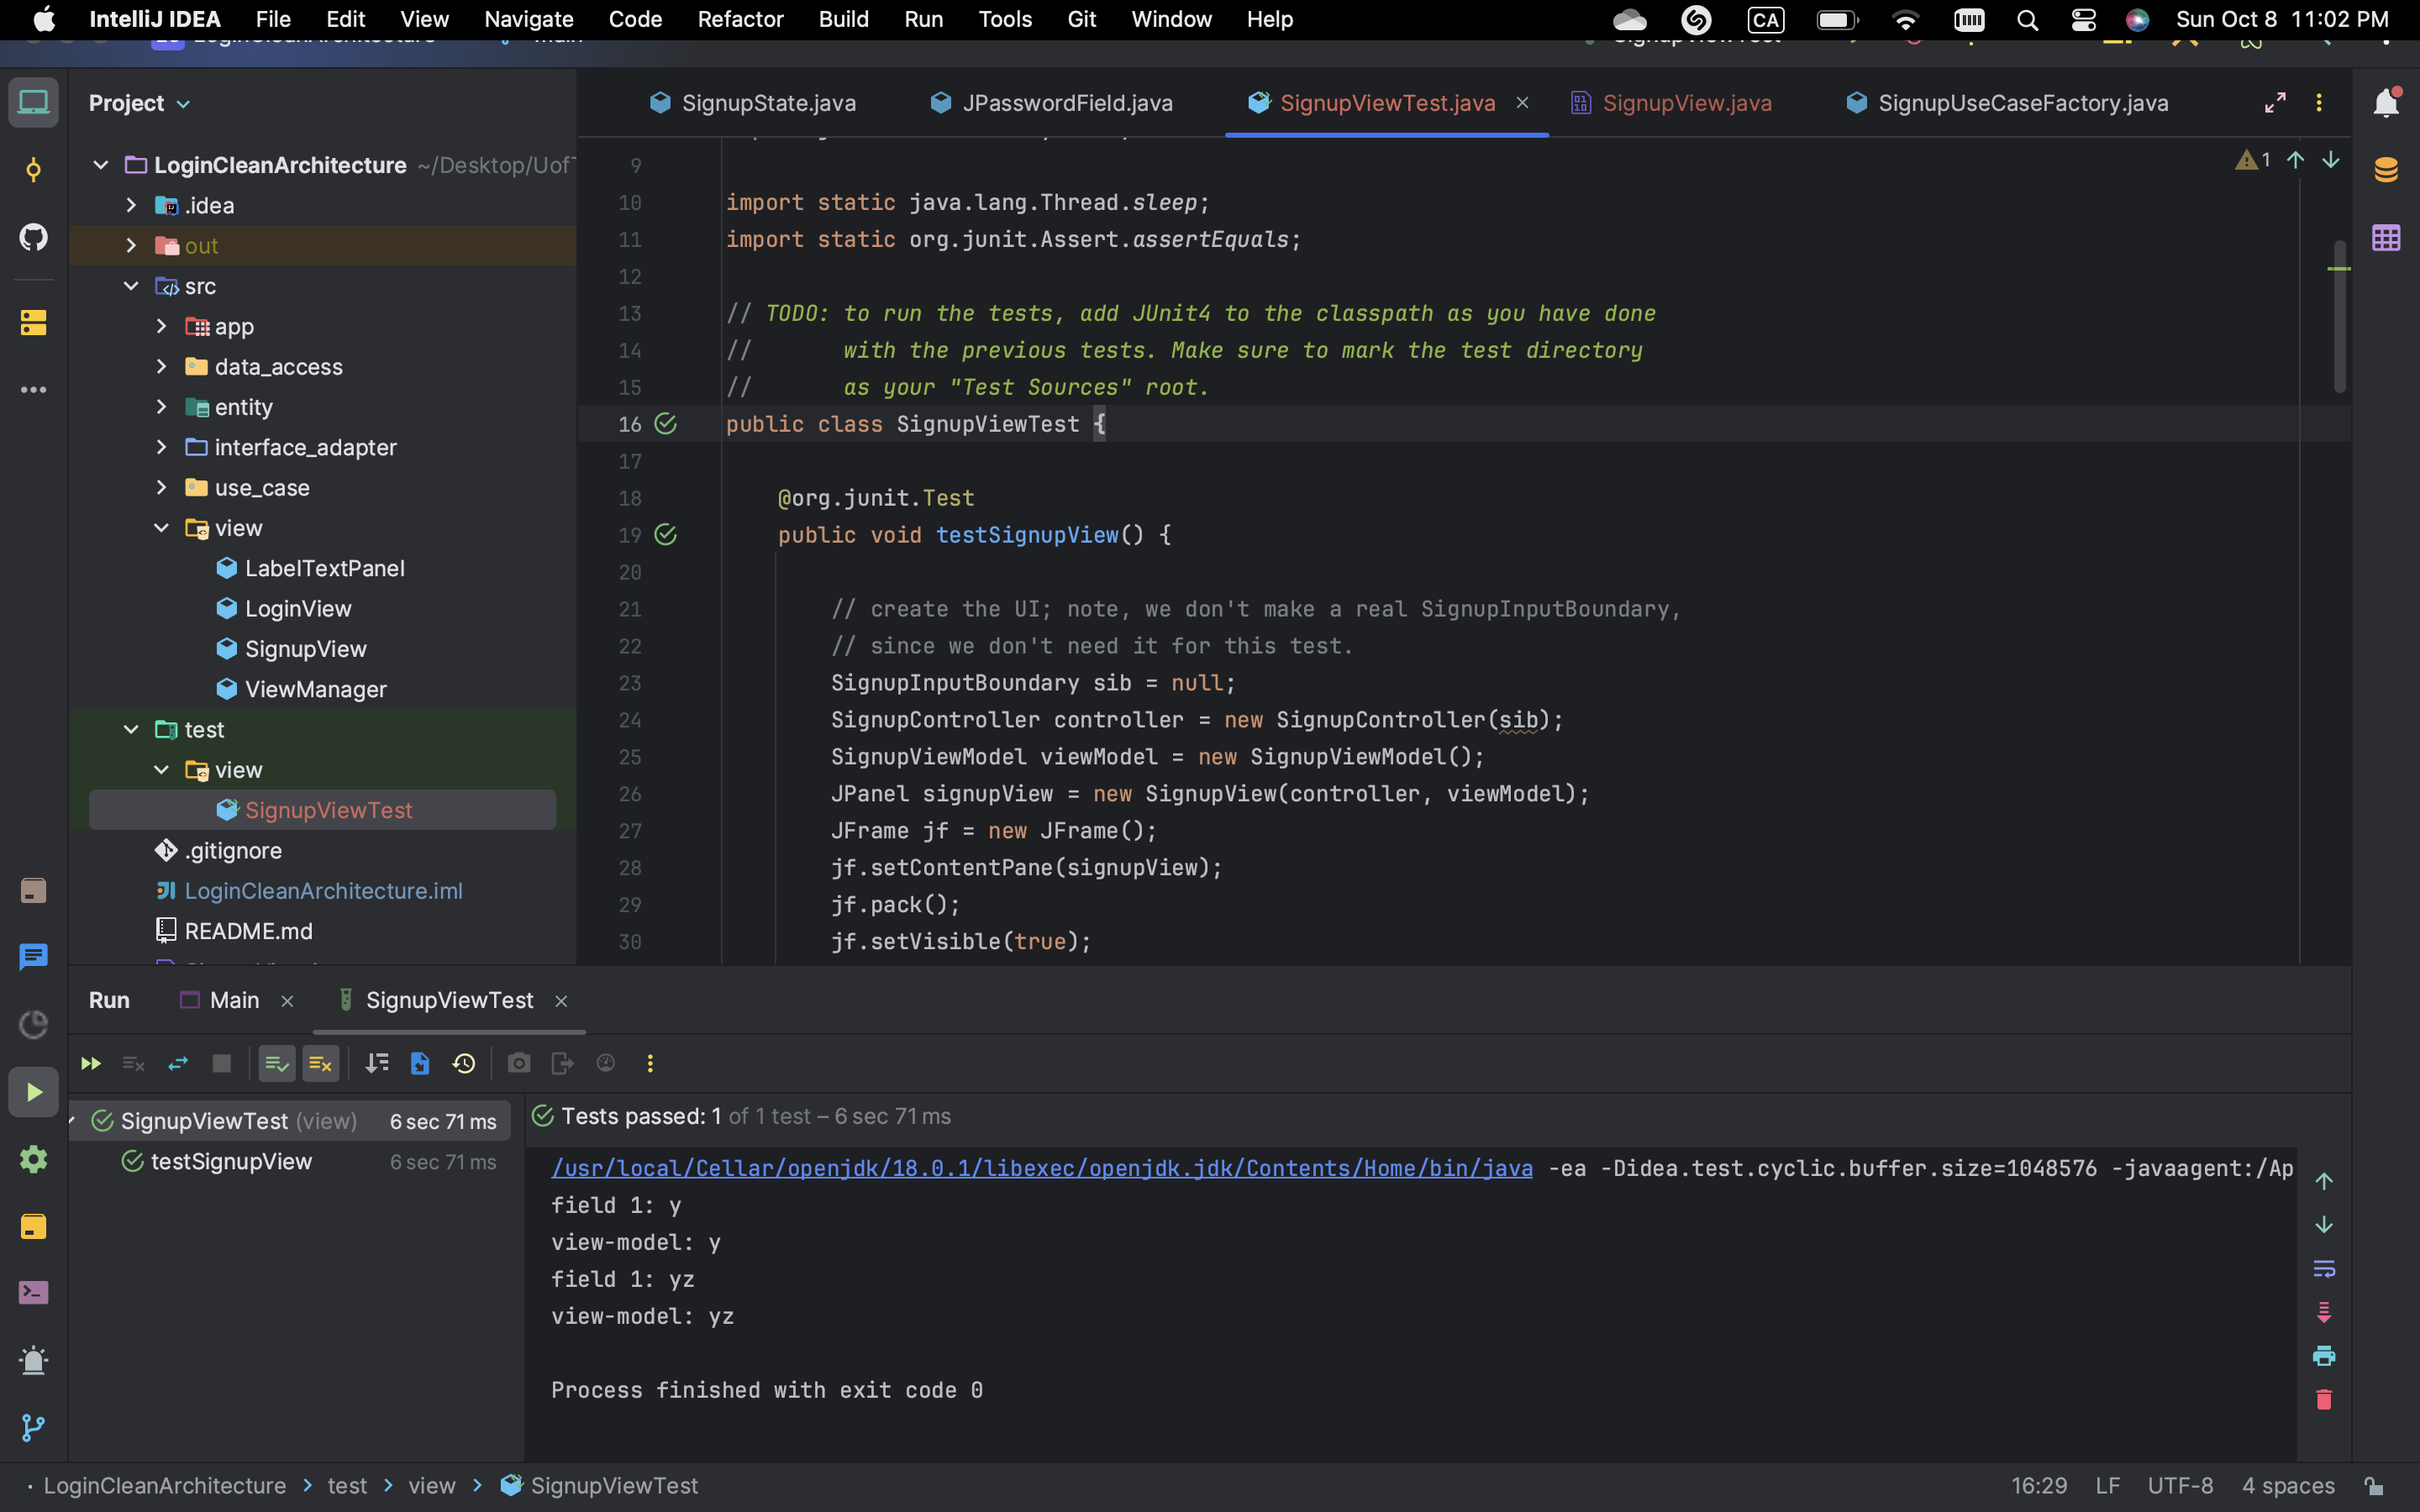 IntelliJ IDEA File Edit View Navigate Code Refactor Build Run Tools Git Window Help CA Sun Oct 8 11:02 PM
Project
SignupState.java JPasswordField.java SignupViewTest.java SignupView.java SignupUseCaseFactory.java
LoginCleanArchitecture ~/Desktop/UofT
.idea
out
src
app
data_access
entity
interface_adapter
use_case
view
LabelTextPanel
LoginView
SignupView
ViewManager
test
view
SignupViewTest
.gitignore
LoginCleanArchitecture.iml
README.md
1
9
10 import static java.lang.Thread.sleep;
11 import static org.junit.Assert.assertEquals;
12
13 // TODO: to run the tests, add JUnit4 to the classpath as you have done
14 // with the previous tests. Make sure to mark the test directory
15 // as your "Test Sources" root.
16 public class SignupViewTest {
17
18 @org.junit.Test
19 public void testSignupView() {
20
21 // create the UI; note, we don't make a real SignupInputBoundary,
22 // since we don't need it for this test.
23 SignupInputBoundary sib = null;
24 SignupController controller = new SignupController(sib);
25 SignupViewModel viewModel = new SignupViewModel();
26 JPanel signupView = new SignupView(controller, viewModel);
27 JFrame jf = new JFrame();
28 jf.setContentPane(signupView);
29 jf.pack();
30 jf.setVisible(true);
Run Main SignupViewTest
SignupViewTest (view) 6 sec 71 ms
testSignupView 6 sec 71 ms
Tests passed: 1 of 1 test – 6 sec 71 ms
/usr/local/Cellar/openjdk/18.0.1/libexec/openjdk.jdk/Contents/Home/bin/java -ea -Didea.test.cyclic.buffer.size=1048576 -javaagent:/Ap
field 1: y
view-model: y
field 1: yz
view-model: yz
Process finished with exit code 0
LoginCleanArchitecture > test > view > SignupViewTest
16:29 LF UTF-8 4 spaces